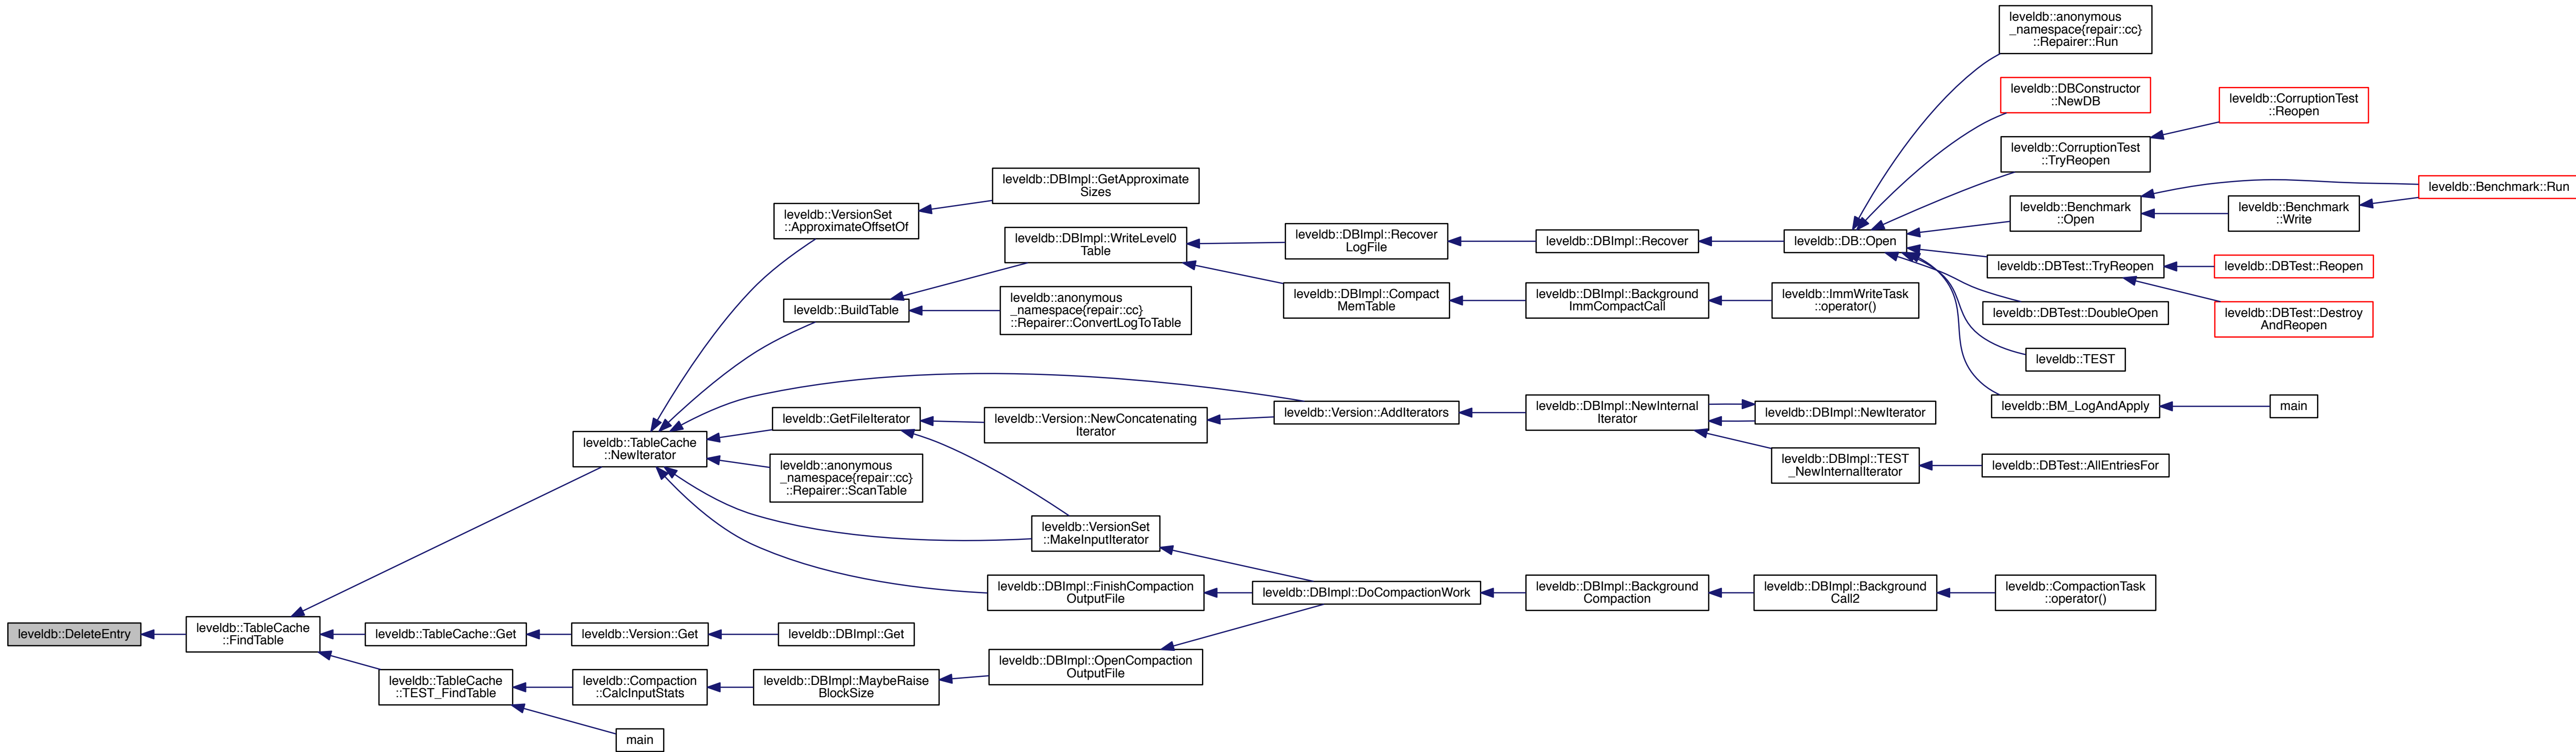 leveldb::anonymous
_namespace{repair::cc}
::Repairer::Run
leveldb::DBConstructor
::NewDB
leveldb::CorruptionTest
::Reopen
leveldb::CorruptionTest
::TryReopen
leveldb::DBImpl::GetApproximate
Sizes
leveldb::Benchmark::Run
leveldb::VersionSet
::ApproximateOffsetOf
leveldb::Benchmark
::Open
leveldb::Benchmark
::Write
leveldb::DBImpl::WriteLevel0
Table
leveldb::DBImpl::Recover
LogFile
leveldb::DBImpl::Recover
leveldb::DB::Open
leveldb::DBTest::TryReopen
leveldb::DBTest::Reopen
leveldb::BuildTable
leveldb::anonymous
_namespace{repair::cc}
::Repairer::ConvertLogToTable
leveldb::DBImpl::Compact
MemTable
leveldb::DBImpl::Background
ImmCompactCall
leveldb::ImmWriteTask
::operator()
leveldb::DBTest::DoubleOpen
leveldb::DBTest::Destroy
AndReopen
leveldb::TEST
leveldb::BM_LogAndApply
main
leveldb::GetFileIterator
leveldb::Version::NewConcatenating
Iterator
leveldb::Version::AddIterators
leveldb::DBImpl::NewInternal
Iterator
leveldb::DBImpl::NewIterator
leveldb::TableCache
::NewIterator
leveldb::anonymous
_namespace{repair::cc}
::Repairer::ScanTable
leveldb::DBImpl::TEST
_NewInternalIterator
leveldb::DBTest::AllEntriesFor
leveldb::VersionSet
::MakeInputIterator
leveldb::DBImpl::FinishCompaction
OutputFile
leveldb::DBImpl::DoCompactionWork
leveldb::DBImpl::Background
Compaction
leveldb::DBImpl::Background
Call2
leveldb::CompactionTask
::operator()
leveldb::DeleteEntry
leveldb::TableCache
::FindTable
leveldb::TableCache::Get
leveldb::Version::Get
leveldb::DBImpl::Get
leveldb::DBImpl::OpenCompaction
OutputFile
leveldb::TableCache
::TEST_FindTable
leveldb::Compaction
::CalcInputStats
leveldb::DBImpl::MaybeRaise
BlockSize
main